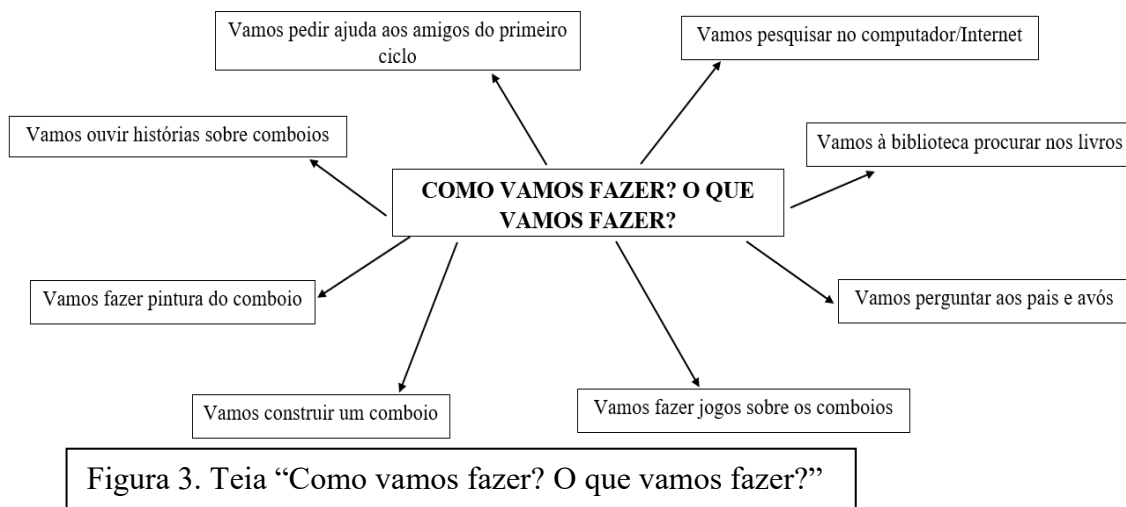 Vamos pedir ajuda aos amigos do primeiro
ciclo
Vamos pesquisar no computador/Internet
Vamos ouvir histórias sobre comboios
Vamos à biblioteca procurar nos livros
COMO VAMOS FAZER? O QUE
VAMOS FAZER?
Vamos fazer pintura do comboio
Vamos perguntar aos pais e avós
Vamos construir um comboio
Vamos fazer jogos sobre os comboios
Figura 3. Teia “Como vamos fazer? O que vamos fazer?”